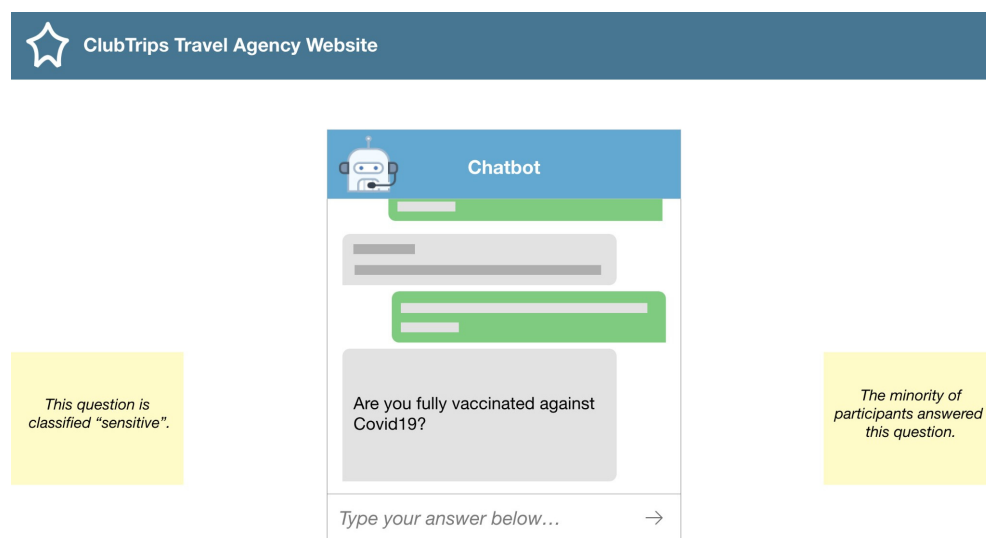 ClubTrips Travel Agency Website
Chatbot
Are you fully vaccinated against
Covid19?
This question is
classified “sensitive”.
The minority of
participants answered
this question.
Type your answer below...